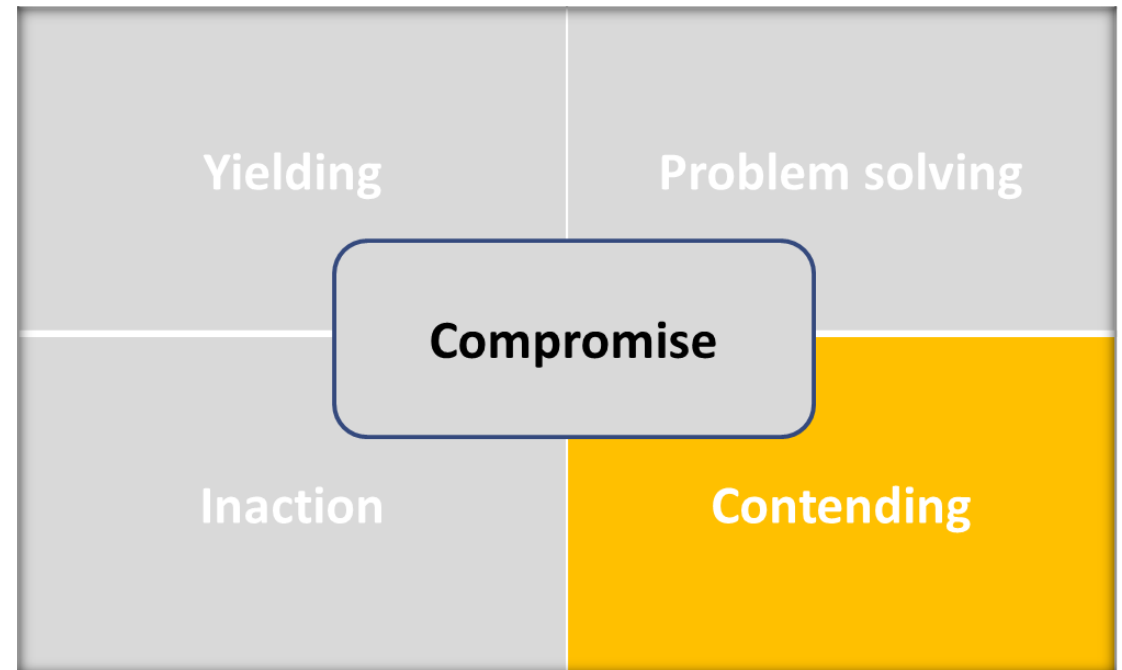 Yielding
Problem solving
Compromise
Inaction
Contending